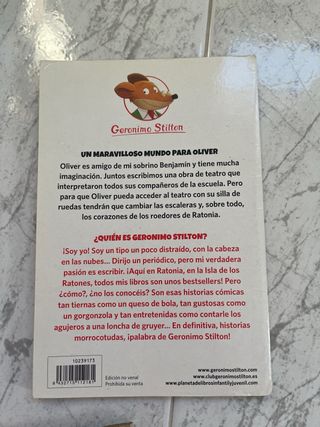 Geronimo Stilton
UN MARAVILLOSO MUNDO PARA OLIVER
Oliver es amigo de mi sobrino Benjamín y tiene mucha
imaginación. Juntos escribimos una obra de teatro que
interpretaron todos sus compañeros de la escuela. Pero
para que Oliver pueda acceder al teatro con su silla de
ruedas tendrán que cambiar las escaleras y, sobre todo,
los corazones de los roedores de Ratonia.
¿QUIÉN ES GERONIMO STILTON?
¡Soy yo! Soy un tipo un poco distraído, con la cabeza
en las nubes... Dirijo un periódico, pero mi verdadera
pasión es escribir. ¡Aquí en Ratonia, en la Isla de los
Ratones, todos mis libros son unos bestsellers! Pero
¿cómo?, ¿no los conocéis? Son esas historias cómicas
tan tiernas como un queso de bola, tan gustosas como
un gorgonzola y tan entretenidas como contarle los
agujeros a una loncha de gruyer... En definitiva, historias
morrocotudas, ¡palabra de Geronimo Stilton!
10239173
8432715112181
Edición no venal
Prohibida su venta
www.geronimostilton.com
www.clubgeronimostilton.es
www.planetadelibrosinfantilyjuvenil.com